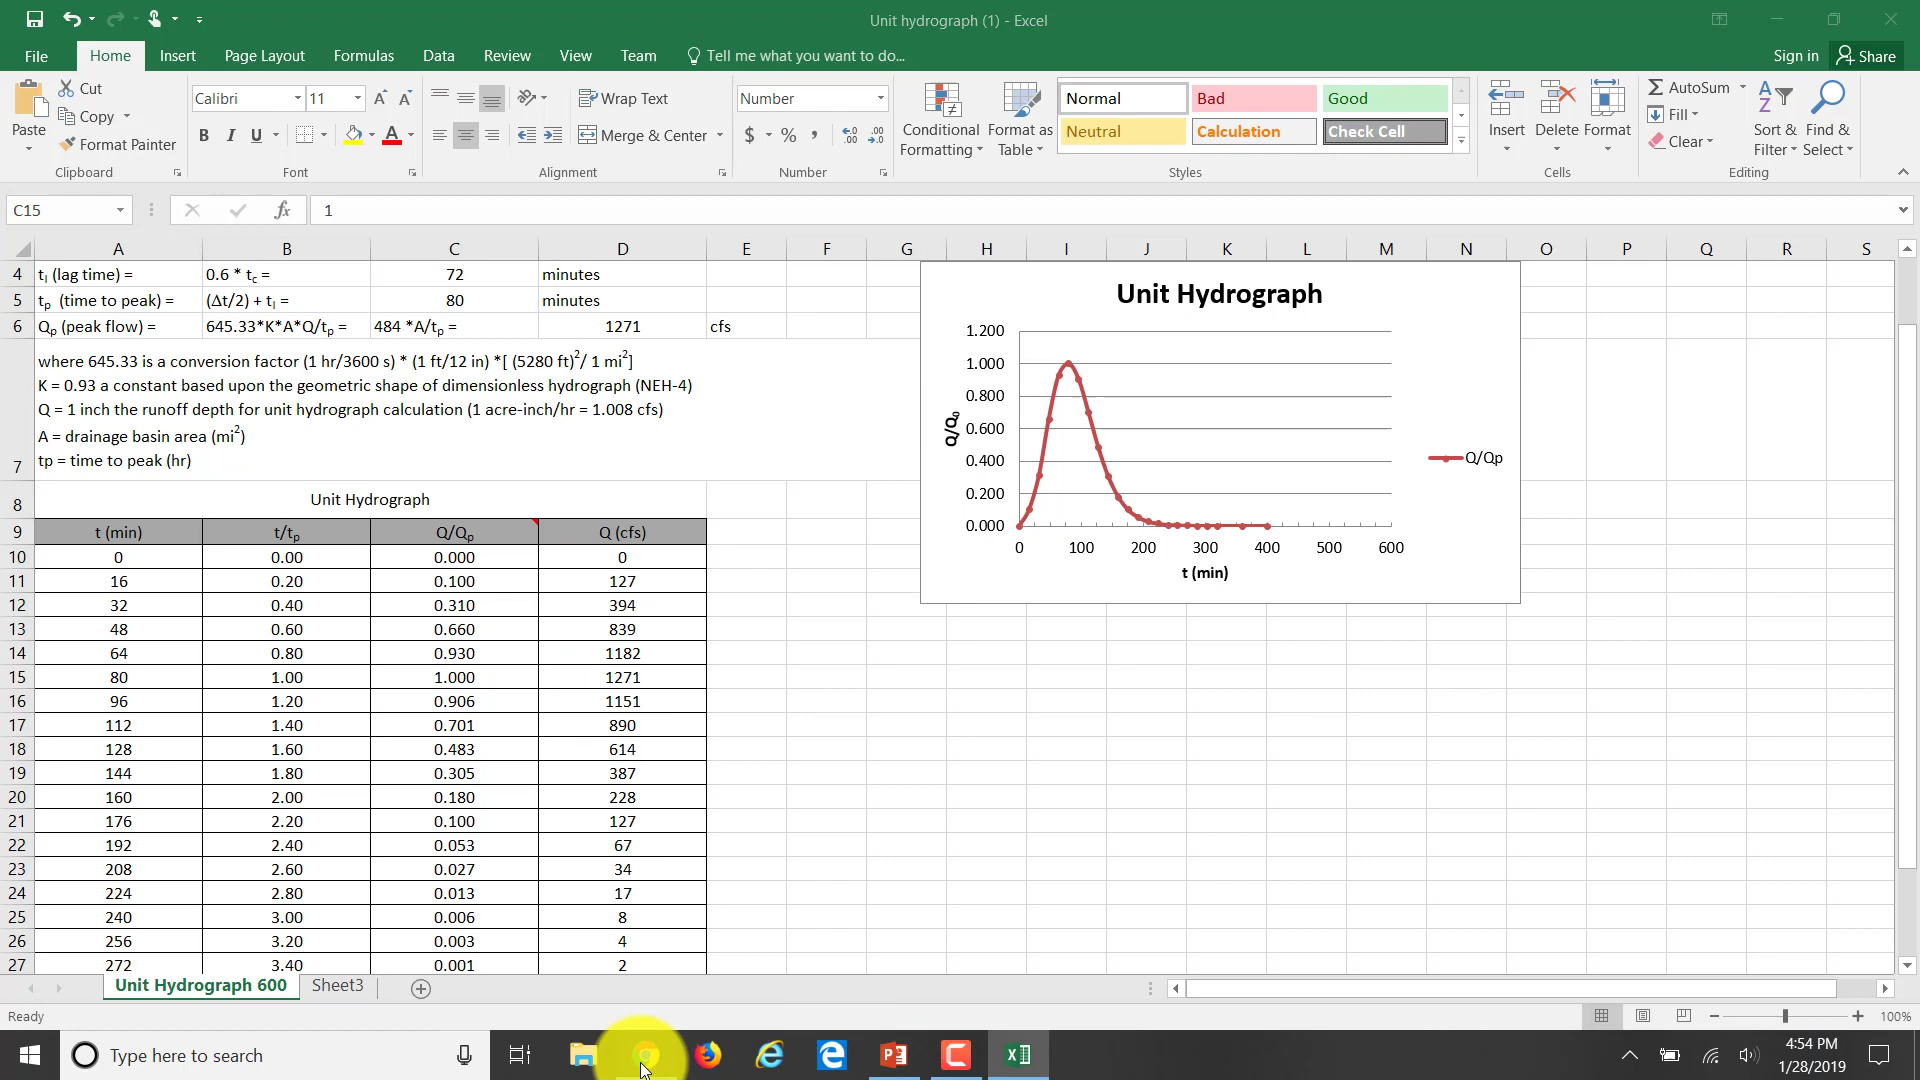 Unit hydrograph (1) - Excel
File Home Insert Page Layout Formulas Data Review View Team Tell me what you want to do... Sign in Share
Paste
Cut
Copy
Format Painter
Clipboard
Calibri 11
B I U
Font
Wrap Text
Merge & Center
Alignment
Number
$ % ,
Number
Conditional Formatting
Format as Table
Normal Bad Good
Neutral Calculation Check Cell
Styles
Insert Delete Format
Cells
AutoSum
Fill
Clear
Sort & Filter
Find & Select
Editing
C15 fx 1
A B C D E F G H I J K L M N O P Q R S
4 tl (lag time) = 0.6 * tc = 72 minutes
5 tp (time to peak) = (Δt/2) + tl = 80 minutes
6 Qp (peak flow) = 645.33*K*A*Q/tp = 484 *A/tp = 1271 cfs
where 645.33 is a conversion factor (1 hr/3600 s) * (1 ft/12 in) *[ (5280 ft)2/ 1 mi2]
K = 0.93 a constant based upon the geometric shape of dimensionless hydrograph (NEH-4)
Q = 1 inch the runoff depth for unit hydrograph calculation (1 acre-inch/hr = 1.008 cfs)
A = drainage basin area (mi2)
7 tp = time to peak (hr)
8 Unit Hydrograph
9 t (min) t/tp Q/Qp Q (cfs)
10 0 0.00 0.000 0
11 16 0.20 0.100 127
12 32 0.40 0.310 394
13 48 0.60 0.660 839
14 64 0.80 0.930 1182
15 80 1.00 1.000 1271
16 96 1.20 0.906 1151
17 112 1.40 0.701 890
18 128 1.60 0.483 614
19 144 1.80 0.305 387
20 160 2.00 0.180 228
21 176 2.20 0.100 127
22 192 2.40 0.053 67
23 208 2.60 0.027 34
24 224 2.80 0.013 17
25 240 3.00 0.006 8
26 256 3.20 0.003 4
27 272 3.40 0.001 2
Unit Hydrograph
1.200
1.000
0.800
0.600
0.400
0.200
0.000
Q/Q0
0 100 200 300 400 500 600
t (min)
Q/Qp
Unit Hydrograph 600 Sheet3
Ready 100%
Type here to search
4:54 PM
1/28/2019